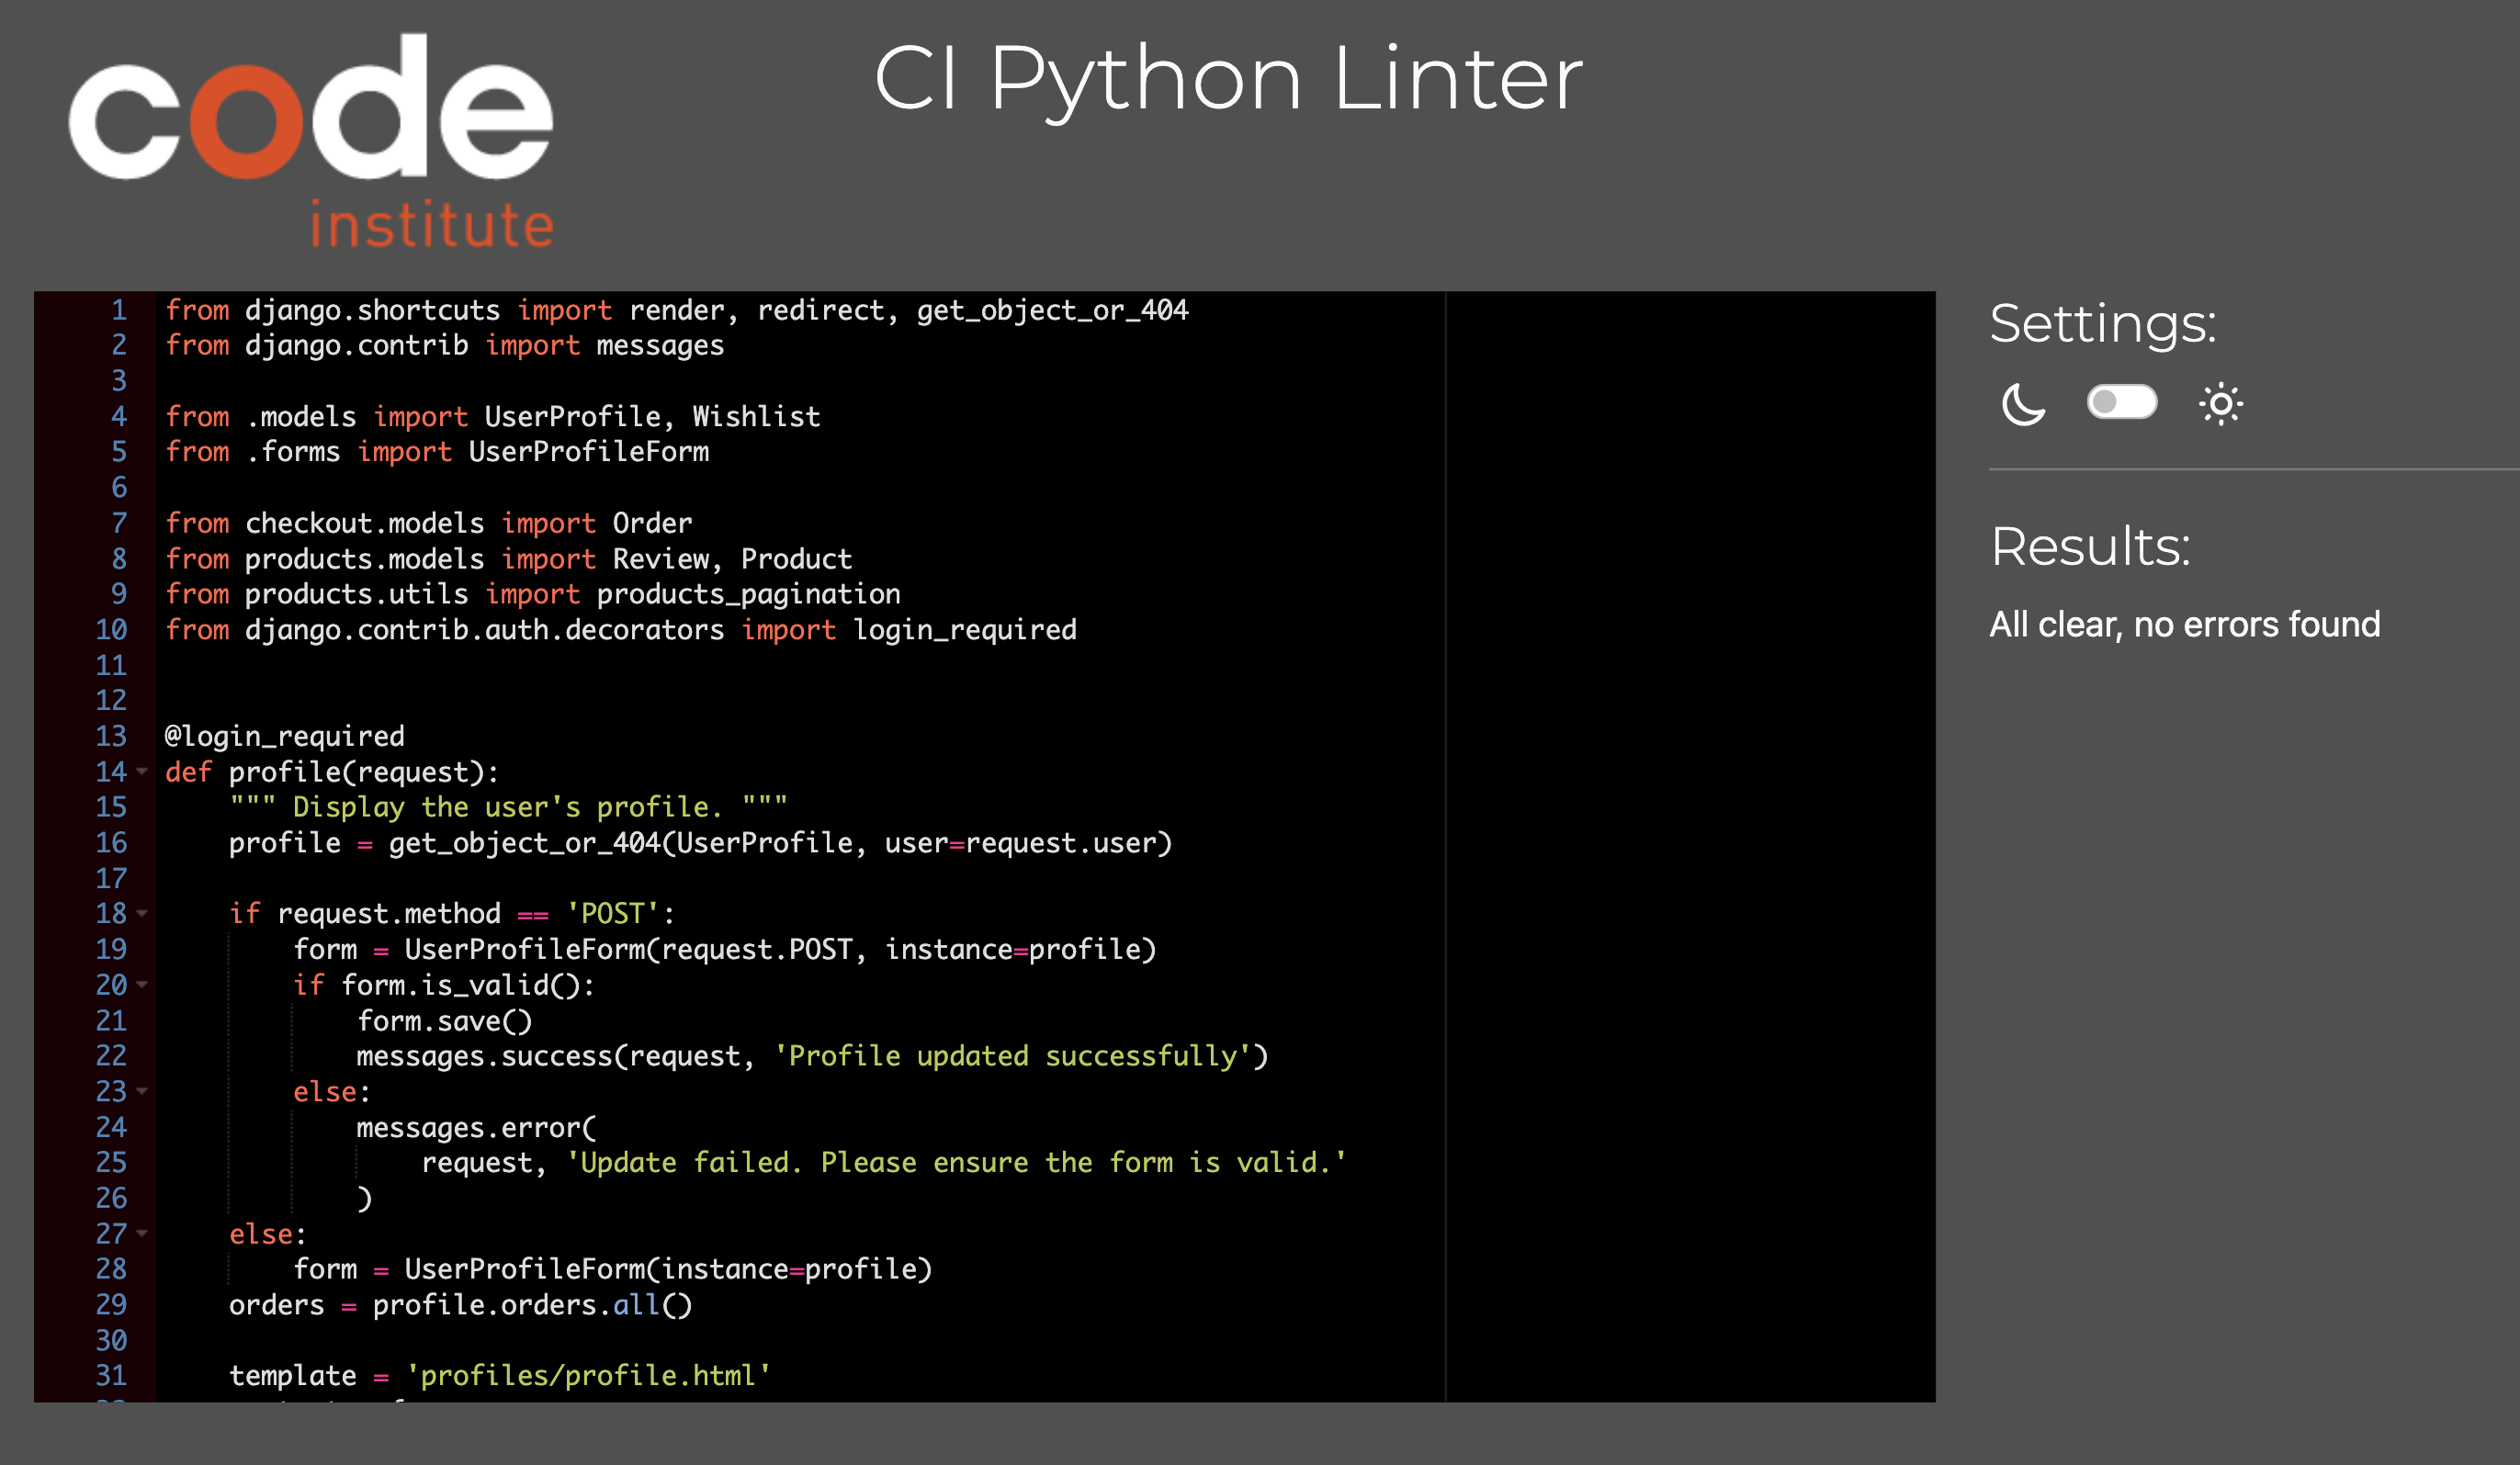 code
institute
CI Python Linter
1 from django.shortcuts import render, redirect, get_object_or_404
2 from django.contrib import messages
3
4 from .models import UserProfile, Wishlist
5 from .forms import UserProfileForm
6
7 from checkout.models import Order
8 from products.models import Review, Product
9 from products.utils import products_pagination
10 from django.contrib.auth.decorators import login_required
11
12
13 @login_required
14 def profile(request):
15     """ Display the user's profile. """
16     profile = get_object_or_404(UserProfile, user=request.user)
17
18     if request.method == 'POST':
19         form = UserProfileForm(request.POST, instance=profile)
20         if form.is_valid():
21             form.save()
22             messages.success(request, 'Profile updated successfully')
23         else:
24             messages.error(
25                 request, 'Update failed. Please ensure the form is valid.'
26             )
27     else:
28         form = UserProfileForm(instance=profile)
29     orders = profile.orders.all()
30
31     template = 'profiles/profile.html'
Settings:
Results:
All clear, no errors found